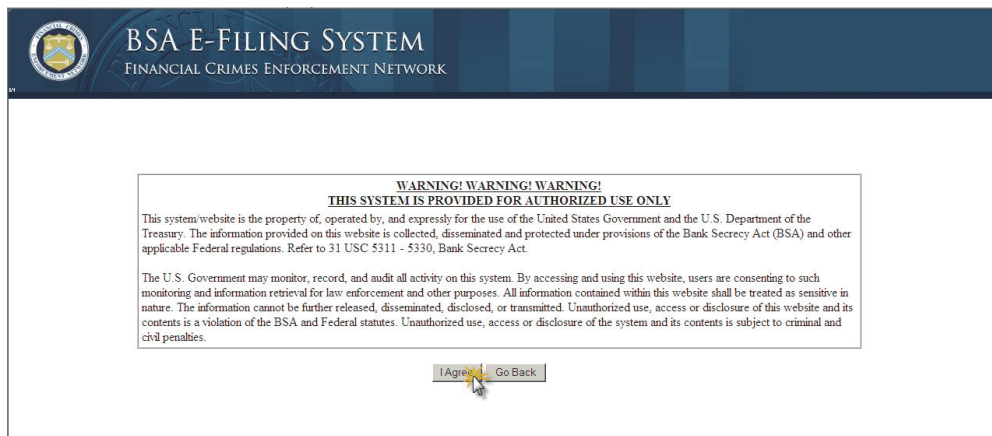 BSA E-FILING SYSTEM
FINANCIAL CRIMES ENFORCEMENT NETWORK
WARNING! WARNING! WARNING!
THIS SYSTEM IS PROVIDED FOR AUTHORIZED USE ONLY
This system/website is the property of, operated by, and expressly for the use of the United States Government and the U.S. Department of the
Treasury. The information provided on this website is collected, disseminated and protected under provisions of the Bank Secrecy Act (BSA) and other
applicable Federal regulations. Refer to 31 USC 5311 - 5330, Bank Secrecy Act.
The U.S. Government may monitor, record, and audit all activity on this system. By accessing and using this website, users are consenting to such
monitoring and information retrieval for law enforcement and other purposes. All information contained within this website shall be treated as sensitive in
nature. The information cannot be further released, disseminated, disclosed, or transmitted. Unauthorized use, access or disclosure of this website and its
contents is a violation of the BSA and Federal statutes. Unauthorized use, access or disclosure of the system and its contents is subject to criminal and
civil penalties.
I Agree Go Back